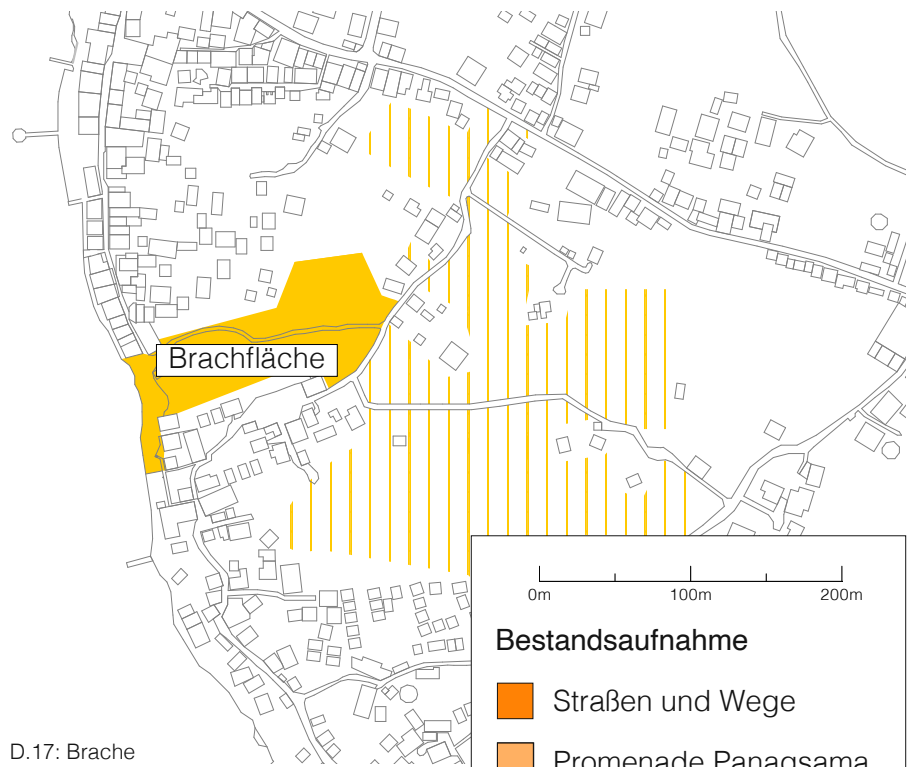 Brachfläche
0m 100m 200m
Bestandsaufnahme
Straßen und Wege
Promenade Panagsama
D.17: Brache